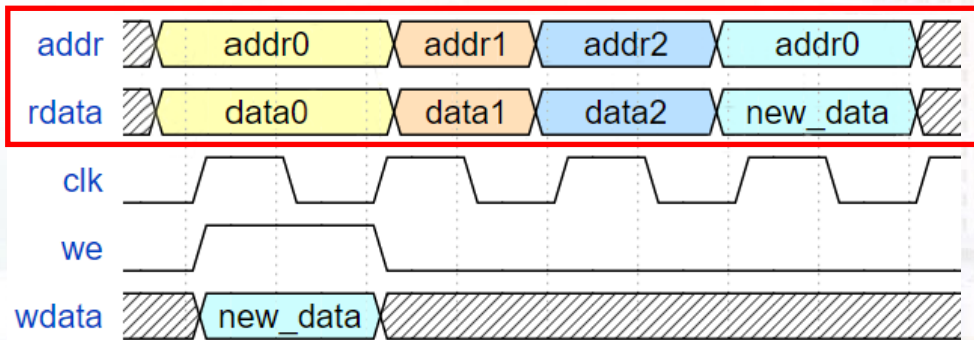 addr addr0 addr1 addr2 addr0
rdata data0 data1 data2 new_data
clk
we
wdata new_data